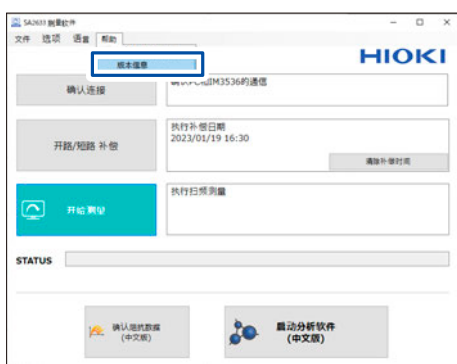 SA2633 测量软件
文件 选项 语言 帮助
版本信息
HIOKI
确认连接
确认PC和IM3536的通信
开路/短路 补偿
执行补偿日期
2023/01/19 16:30
清除补偿时间
开始测量
执行扫频测量
STATUS
确认阻抗数据
(中文版)
启动分析软件
(中文版)